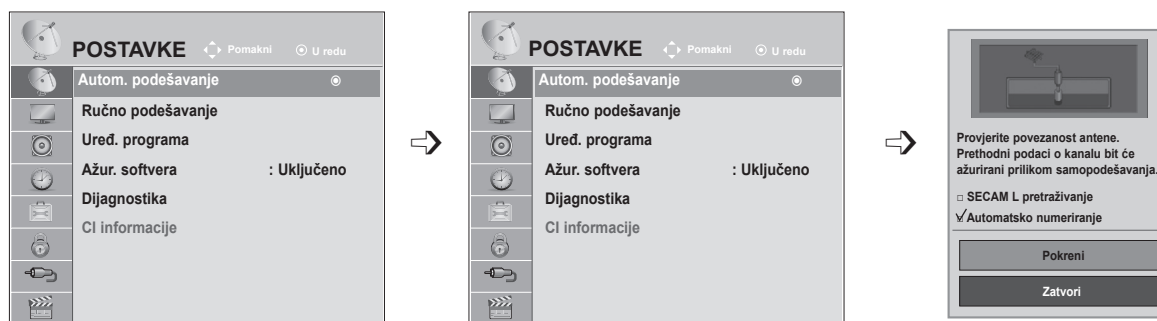 POSTAVKE Pomakni U redu
Autom. podešavanje
Ručno podešavanje
Uređ. programa
Ažur. softvera : Uključeno
Dijagnostika
CI informacije
POSTAVKE Pomakni U redu
Autom. podešavanje
Ručno podešavanje
Uređ. programa
Ažur. softvera : Uključeno
Dijagnostika
CI informacije
Provjerite povezanost antene.
Prethodni podaci o kanalu bit će
ažurirani prilikom samopodešavanja.
SECAM L pretraživanje
Automatsko numeriranje
Pokreni
Zatvori